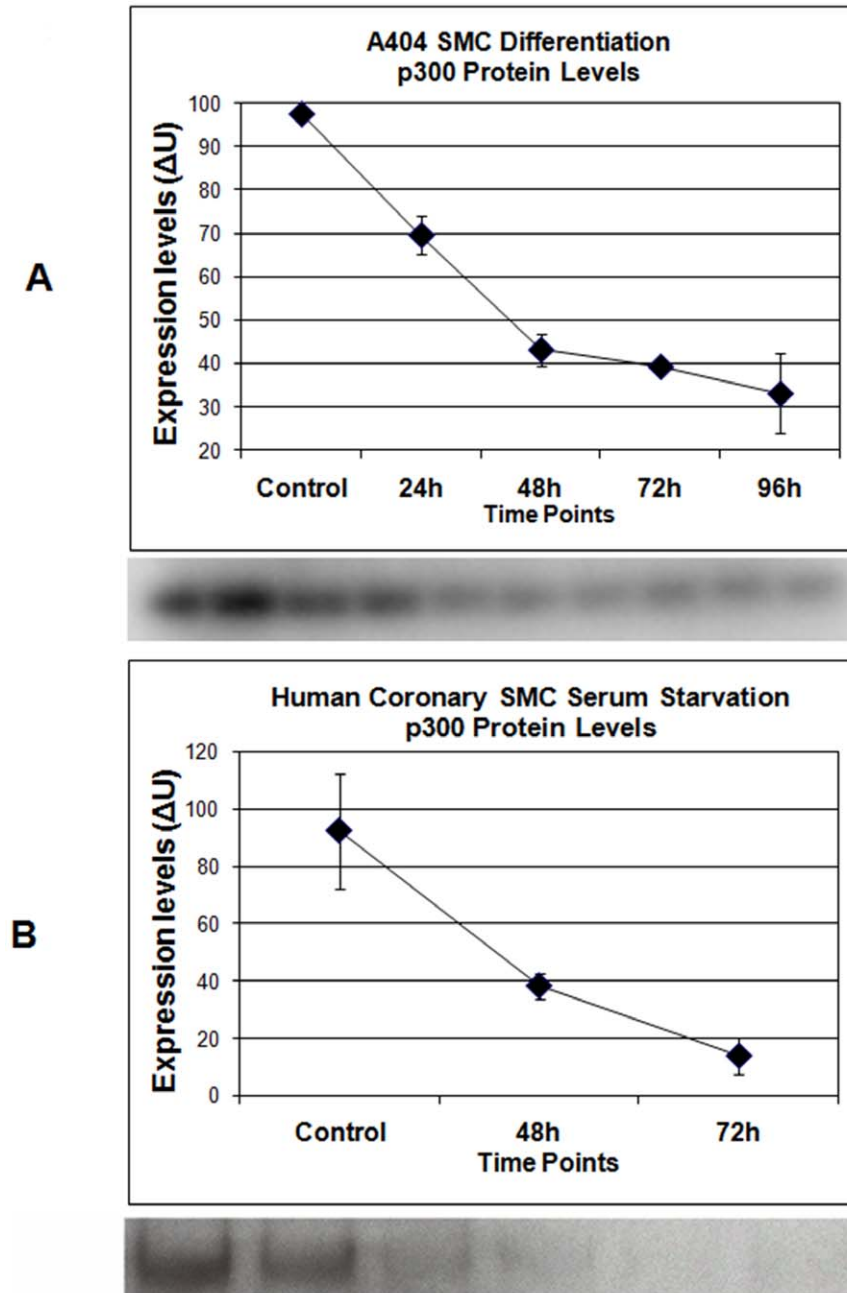 A
A404 SMC Differentiation
p300 Protein Levels
Expression levels (ΔU)
100
90
80
70
60
50
40
30
20
Control 24h 48h 72h 96h
Time Points
B
Human Coronary SMC Serum Starvation
p300 Protein Levels
Expression levels (ΔU)
120
100
80
60
40
20
0
Control 48h 72h
Time Points